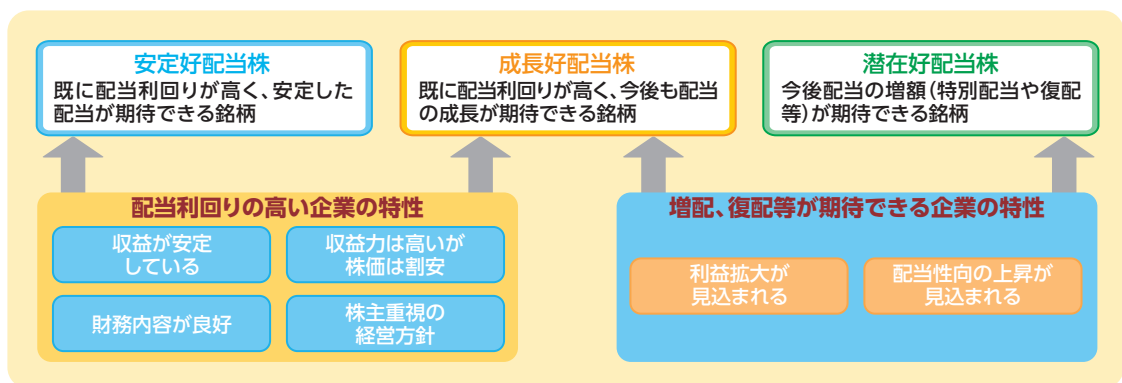 安定好配当株
既に配当利回りが高く、安定した
配当が期待できる銘柄
成長好配当株
既に配当利回りが高く、今後も配当
の成長が期待できる銘柄
潜在好配当株
今後配当の増額(特別配当や復配
等)が期待できる銘柄
配当利回りの高い企業の特性
収益が安定
している
収益力は高いが
株価は割安
財務内容が良好
株主重視の
経営方針
増配、復配等が期待できる企業の特性
利益拡大が
見込まれる
配当性向の上昇が
見込まれる